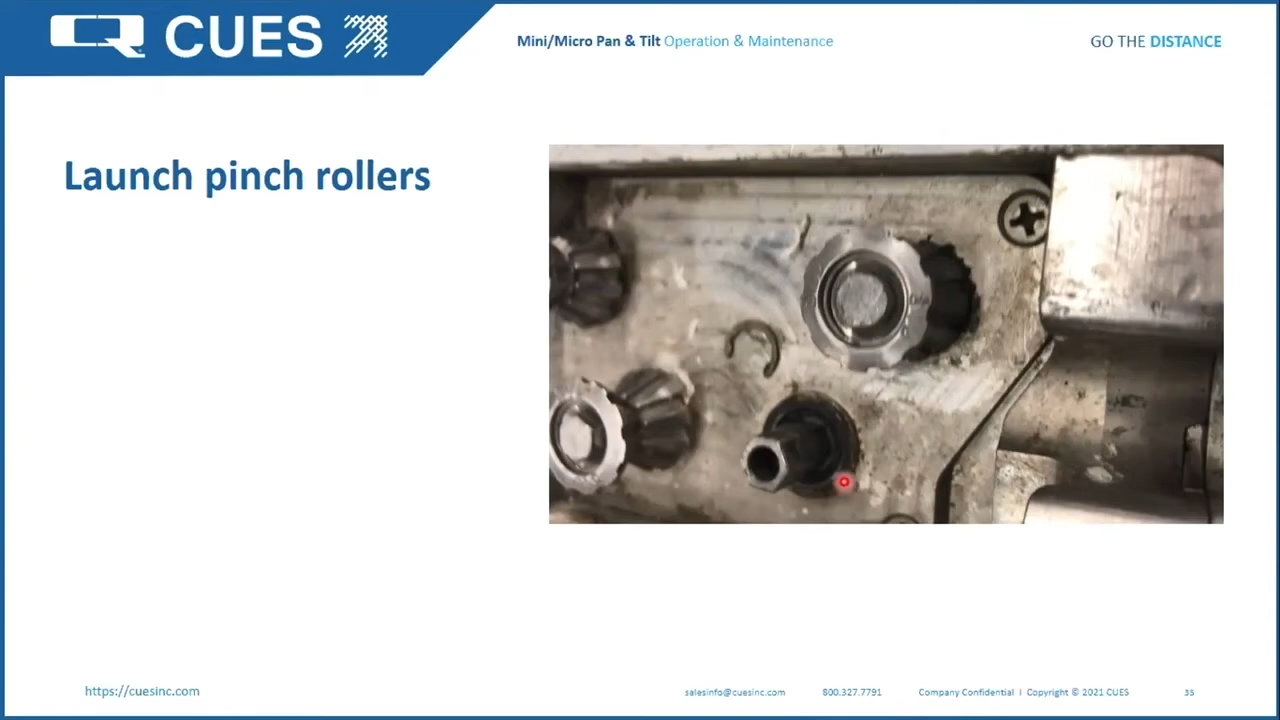 CUES
Mini/Micro Pan & Tilt Operation & Maintenance
GO THE DISTANCE
Launch pinch rollers
https://cuesinc.com
salesinfo@cuesinc.com
800.327.7791
Company Confidential I Copyright © 2021 CUES
35